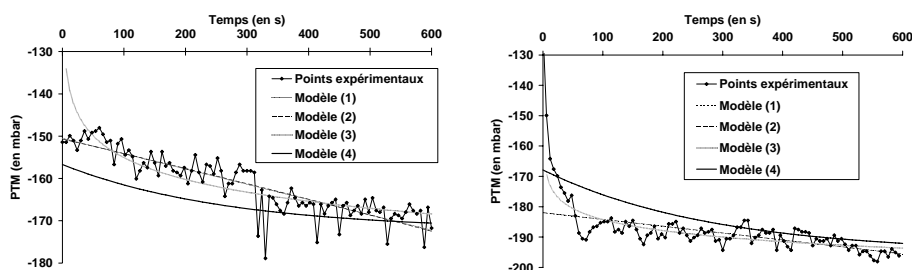 Temps (en s)
0 100 200 300 400 500 600
-130
-140
-150
-160
-170
-180
PTM (en mbar)
Points expérimentaux
Modèle (1)
Modèle (2)
Modèle (3)
Modèle (4)
Temps (en s)
0 100 200 300 400 500 600
-130
-140
-150
-160
-170
-180
-190
-200
PTM (en mbar)
Points expérimentaux
Modèle (1)
Modèle (2)
Modèle (3)
Modèle (4)